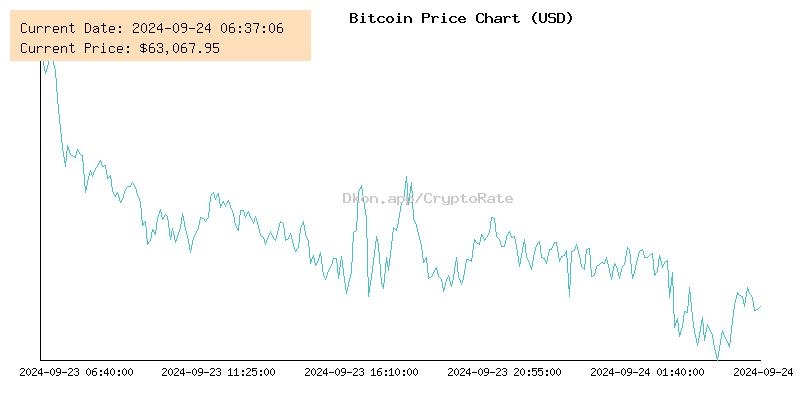 Bitcoin Price Chart (USD)
Current Date: 2024-09-24 06:37:06
Current Price: $63,067.95
Dkon.app/CryptoRate
2024-09-23 06:40:00 2024-09-23 11:25:00 2024-09-23 16:10:00 2024-09-23 20:55:00 2024-09-24 01:40:00 2024-09-24